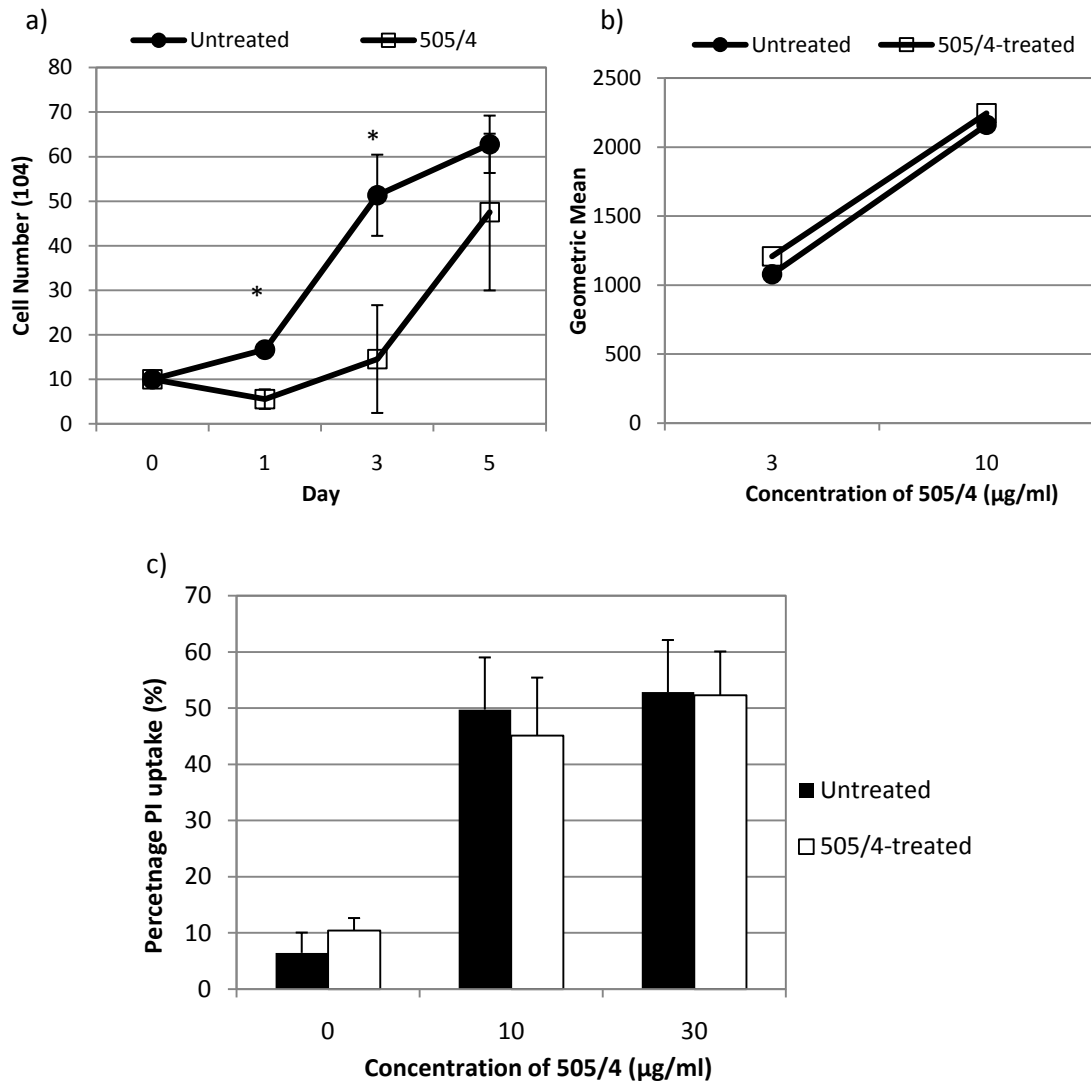 a)
Untreated
505/4
80
70
60
50
40
30
20
10
0
Cell Number (104)
*
*
0 1 3 5
Day
b)
Untreated
505/4-treated
2500
2000
1500
1000
500
0
Geometric Mean
3 10
Concentration of 505/4 (µg/ml)
c)
70
60
50
40
30
20
10
0
Percetnage PI uptake (%)
Untreated
505/4-treated
0 10 30
Concentration of 505/4 (µg/ml)